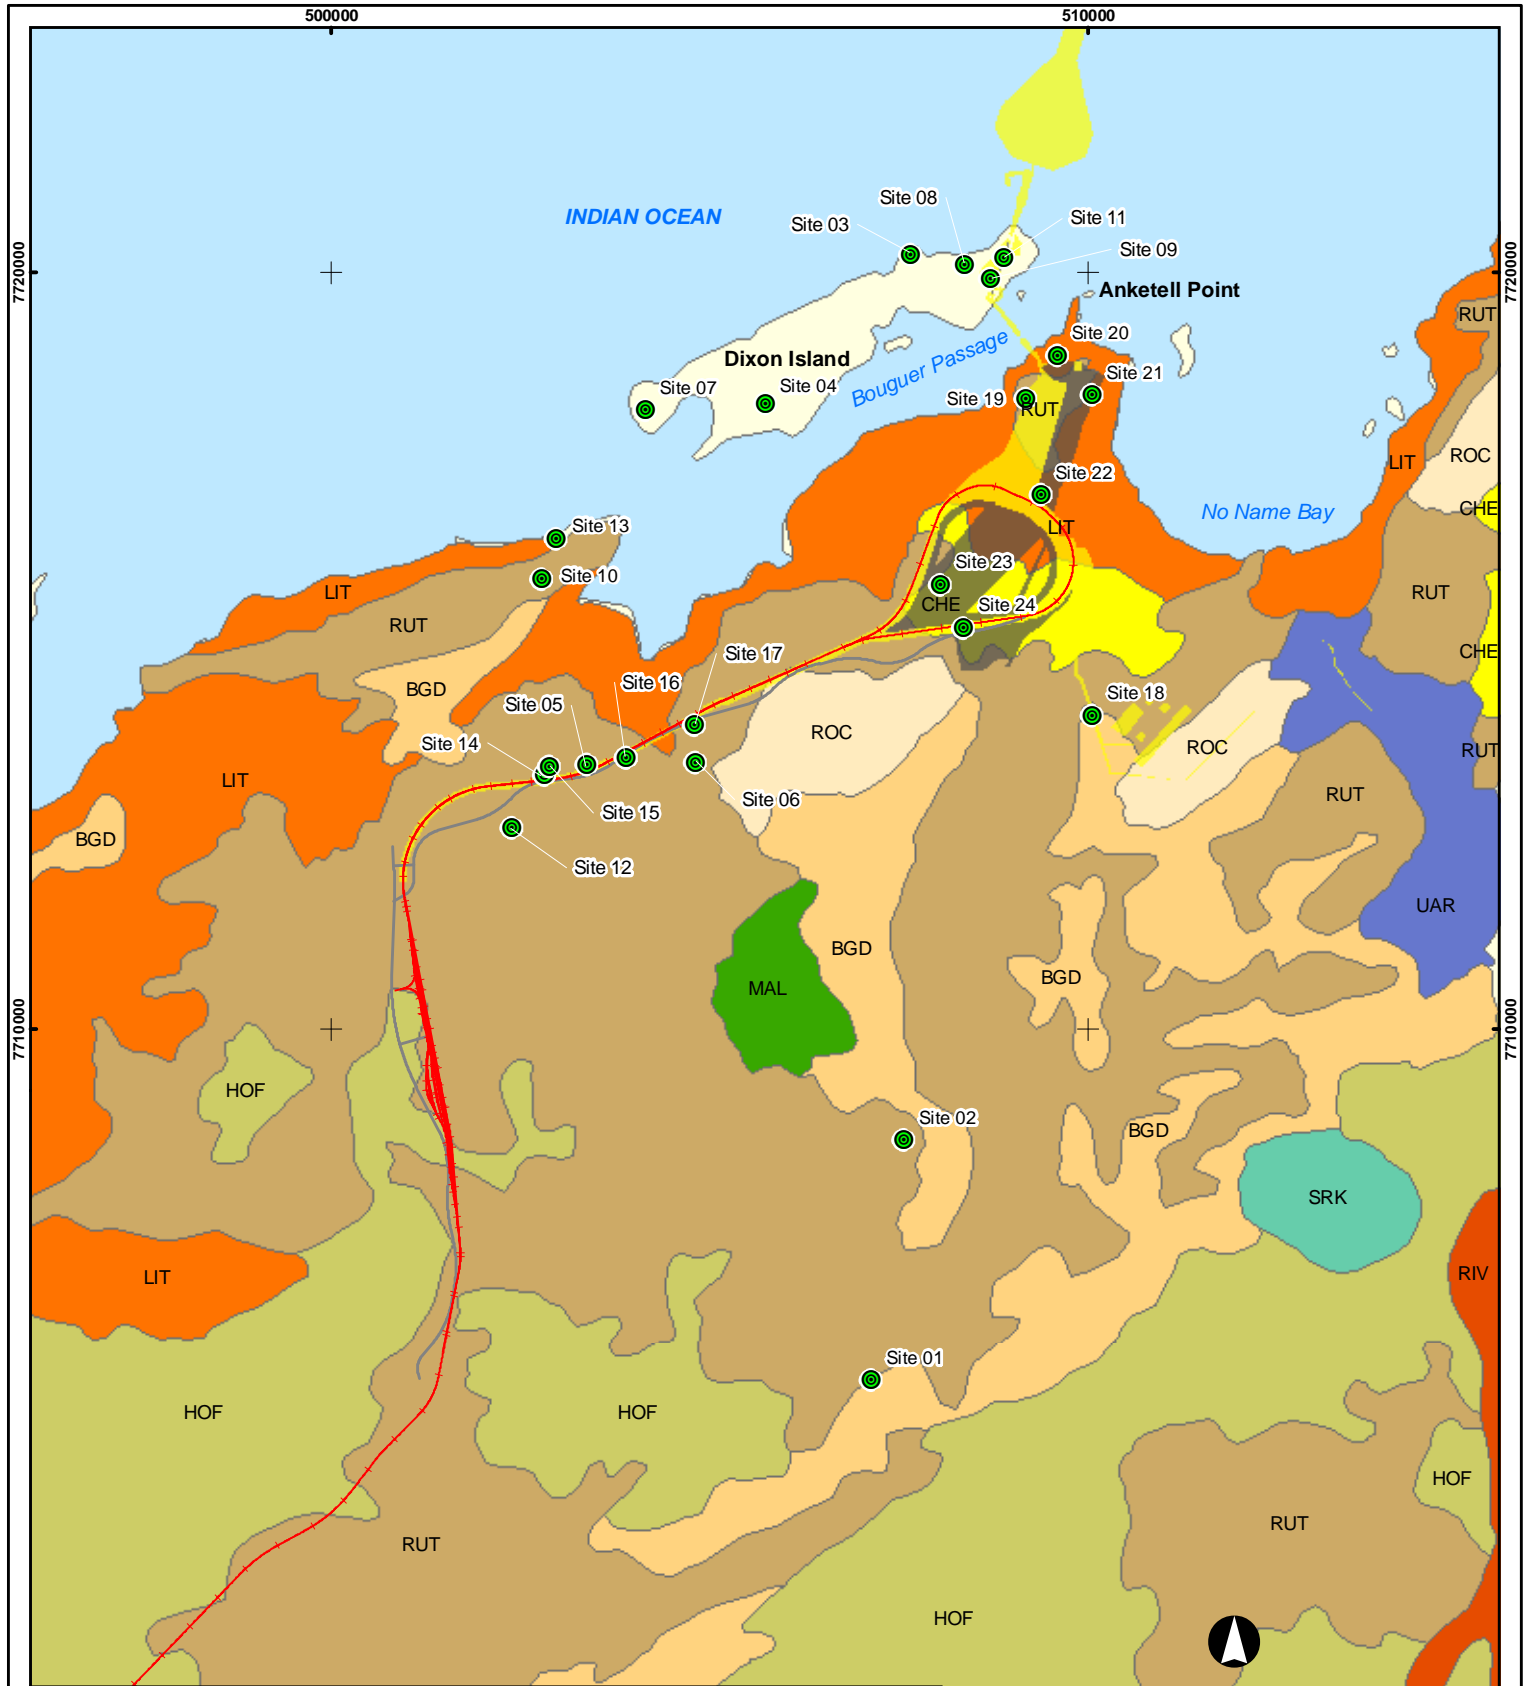 500000
510000
Site 08
INDIAN OCEAN
Site 11
Site 03
Site 09
7720000
7720000
Anketell Point
RUT
Site 20
Bouguer Passage
Dixon Island
Site 21
Site 07
Site 04
Site 19
RUT
ROC
LIT
Site 22
CHE
No Name Bay
Site 13
LIT
Site 10
Site 23
LIT
RUT
CHE
Site 24
RUT
CHE
Site 17
Site 16
BGD
Site 18
Site 05
ROC
Site 14
ROC
RUT
LIT
RUT
Site 06
Site 15
BGD
Site 12
UAR
BGD
BGD
MAL
7710000
7710000
HOF
Site 02
BGD
SRK
LIT
RIV
Site 01
HOF
HOF
HOF
RUT
RUT
HOF